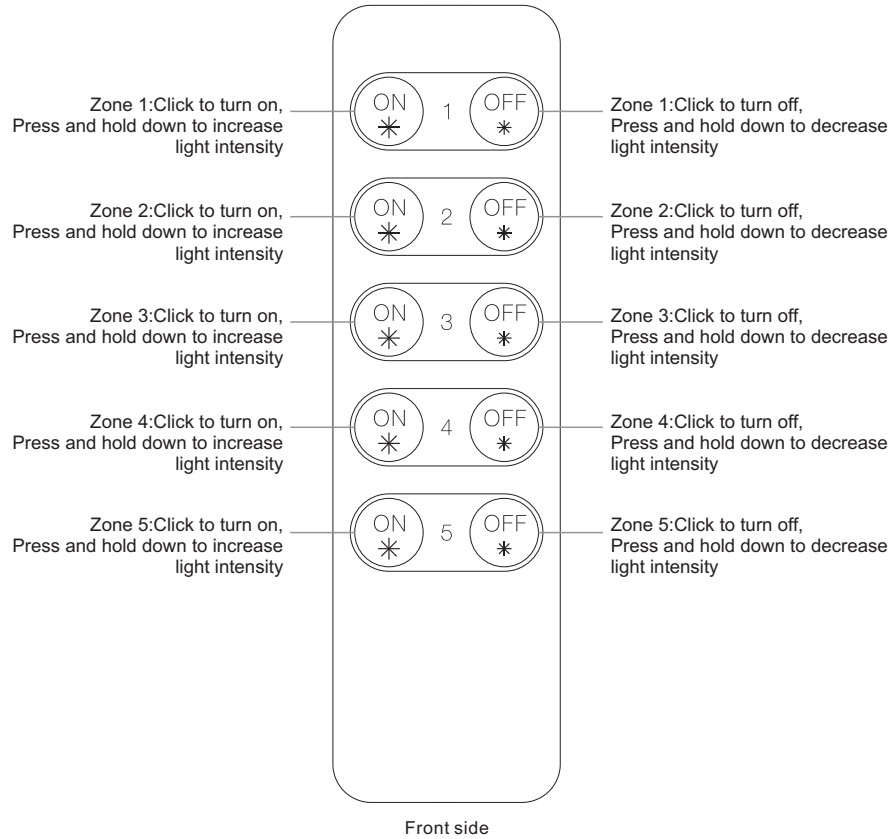 Zone 1:Click to turn on,
Press and hold down to increase
light intensity
ON 1 OFF
Zone 1:Click to turn off,
Press and hold down to decrease
light intensity
Zone 2:Click to turn on,
Press and hold down to increase
light intensity
ON 2 OFF
Zone 2:Click to turn off,
Press and hold down to decrease
light intensity
Zone 3:Click to turn on,
Press and hold down to increase
light intensity
ON 3 OFF
Zone 3:Click to turn off,
Press and hold down to decrease
light intensity
Zone 4:Click to turn on,
Press and hold down to increase
light intensity
ON 4 OFF
Zone 4:Click to turn off,
Press and hold down to decrease
light intensity
Zone 5:Click to turn on,
Press and hold down to increase
light intensity
ON 5 OFF
Zone 5:Click to turn off,
Press and hold down to decrease
light intensity
Front side